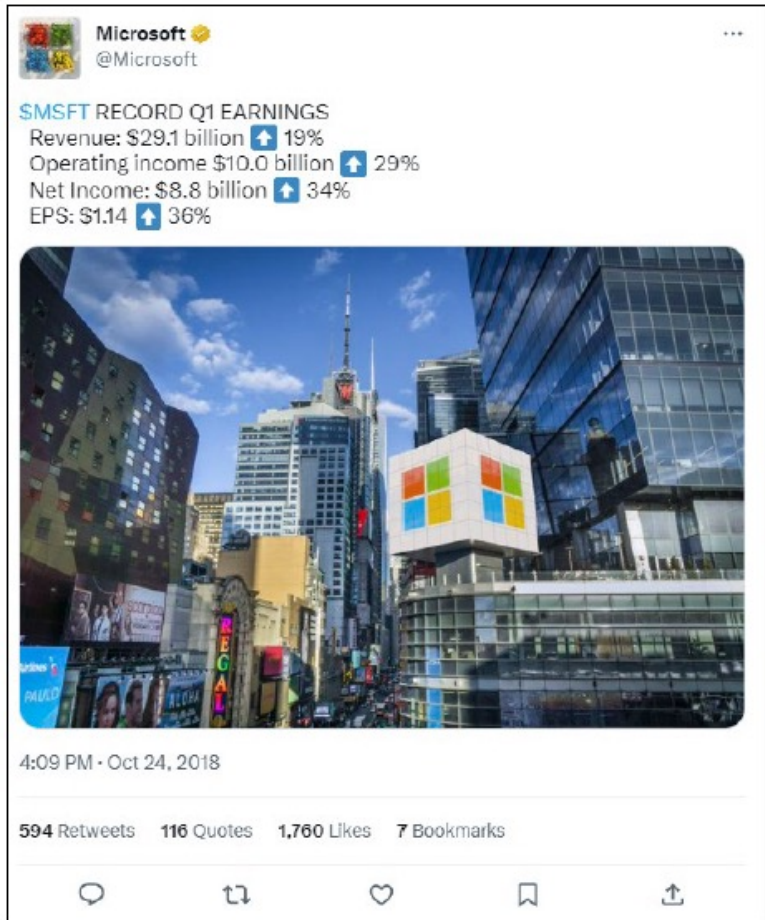 Microsoft
@Microsoft
$MSFT RECORD Q1 EARNINGS
Revenue: $29.1 billion ⬆ 19%
Operating income $10.0 billion ⬆ 29%
Net Income: $8.8 billion ⬆ 34%
EPS: $1.14 ⬆ 36%
REGAL
PAULO
ALOHA
4:09 PM · Oct 24, 2018
594 Retweets 116 Quotes 1,760 Likes 7 Bookmarks